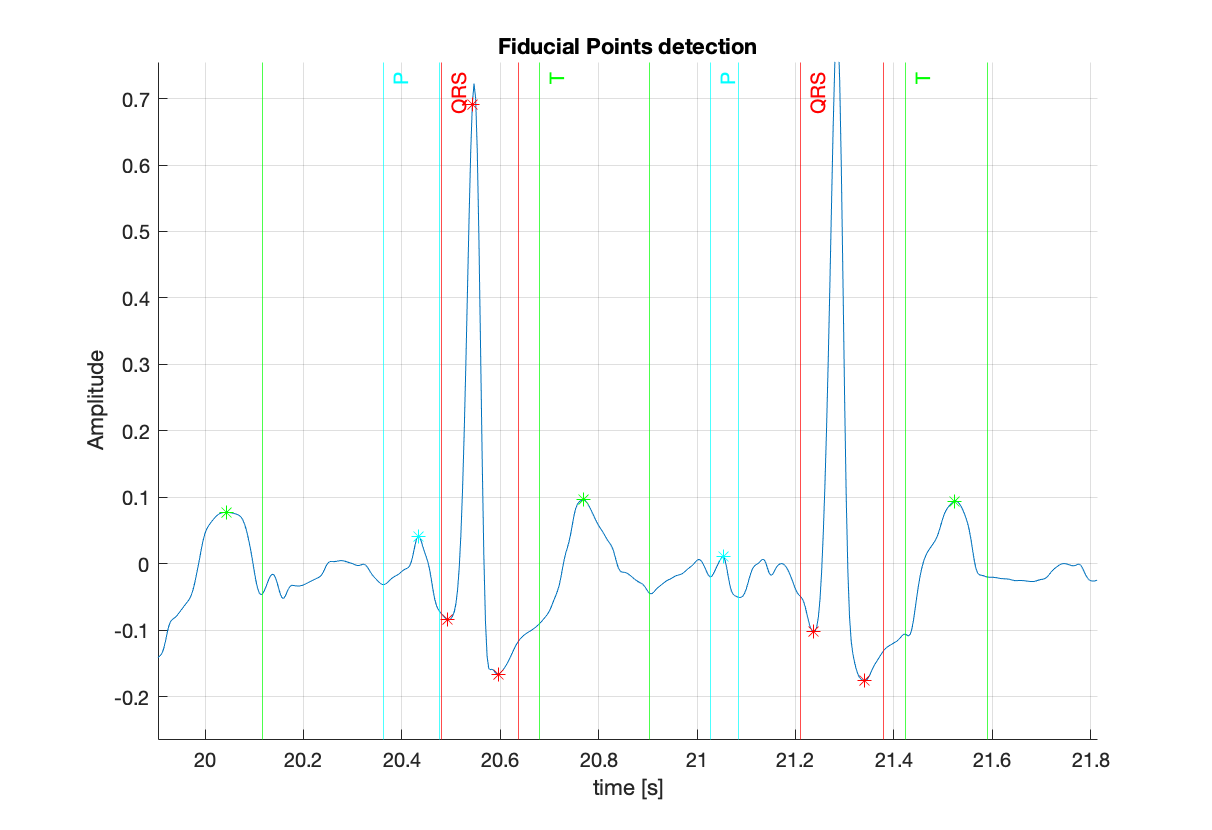 Fiducial Points detection
P
QRS
T
P
QRS
T
0.7
0.6
0.5
0.4
0.3
0.2
0.1
0
-0.1
-0.2
Amplitude
20 20.2 20.4 20.6 20.8 21 21.2 21.4 21.6 21.8
time [s]